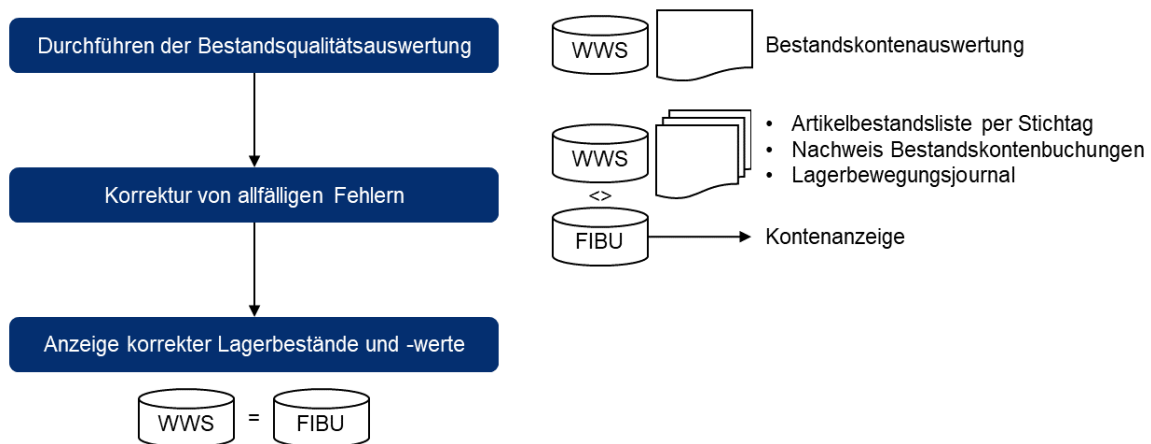 Durchführen der Bestandsqualitätsauswertung
WWS
Bestandskontenauswertung
Korrektur von allfälligen Fehlern
WWS
• Artikelbestandsliste per Stichtag
• Nachweis Bestandskontenbuchungen
• Lagerbewegungsjournal
<>
FIBU
Kontenanzeige
Anzeige korrekter Lagerbestände und -werte
WWS = FIBU